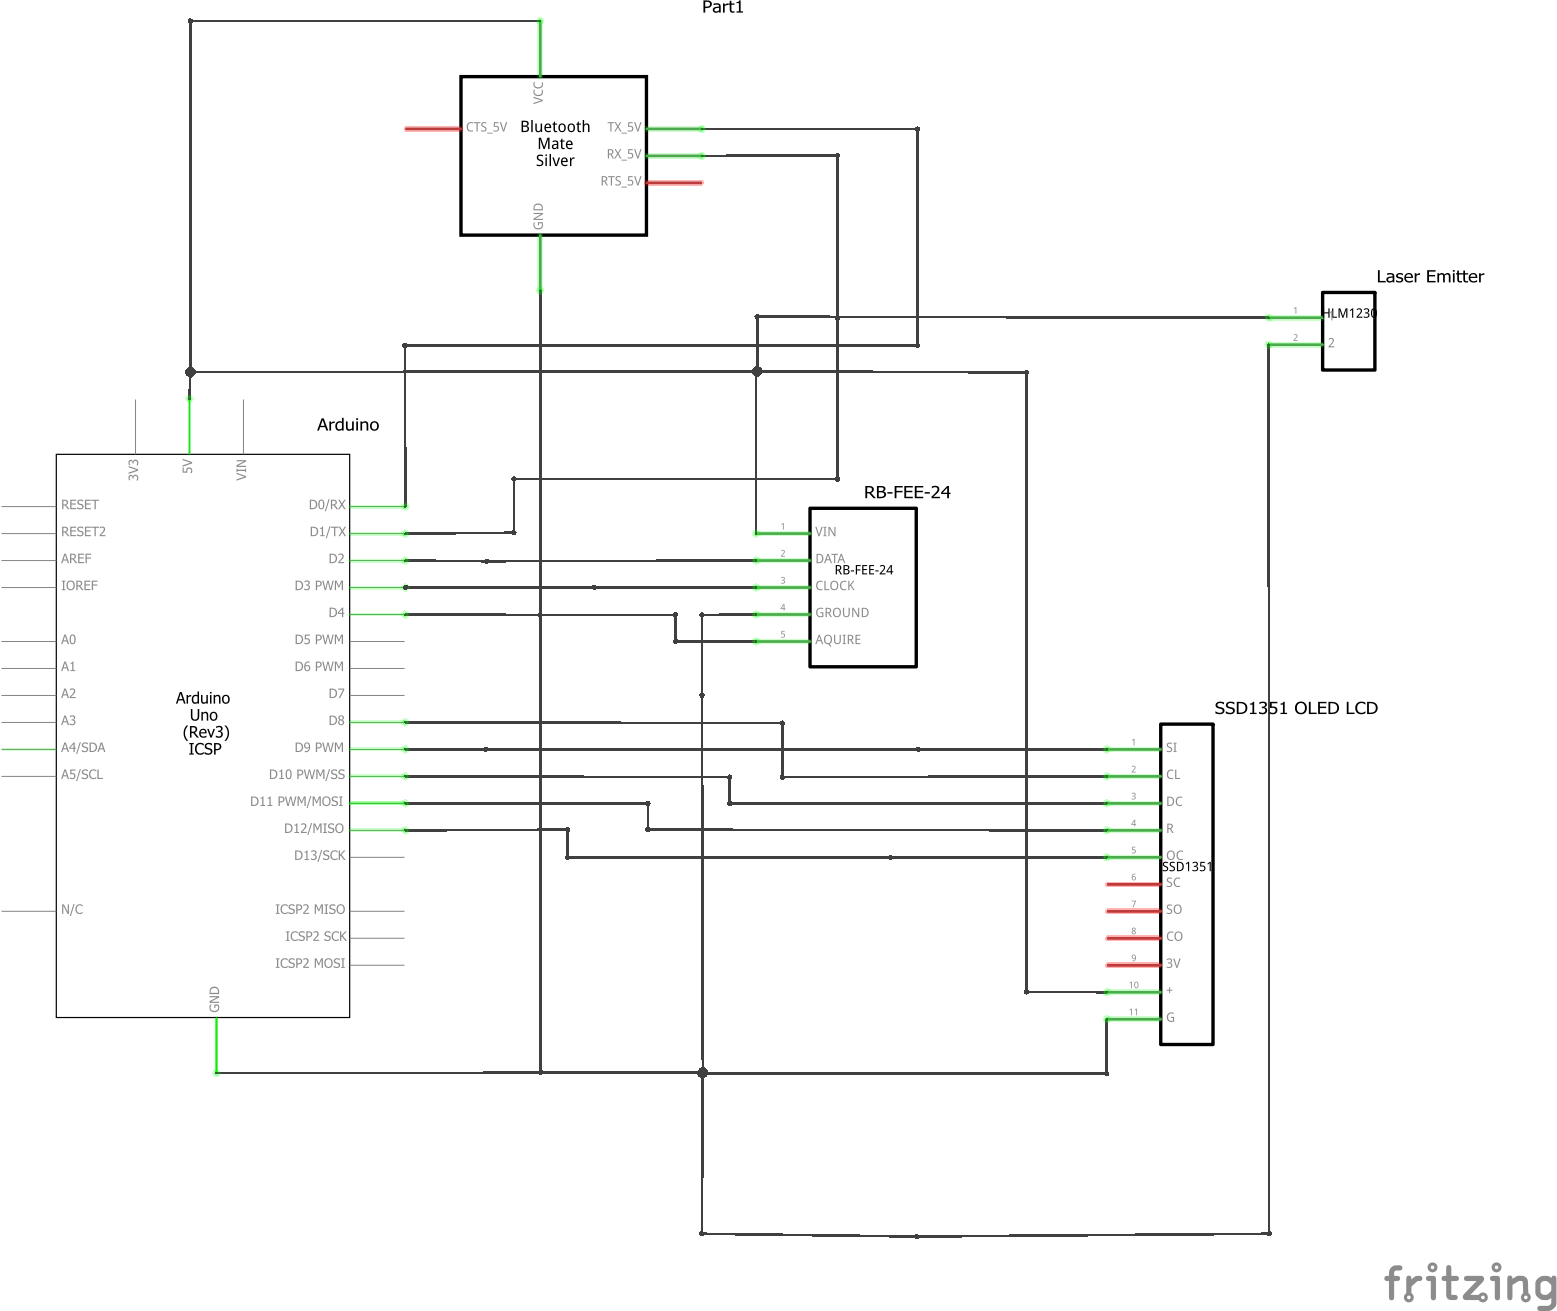 Part1
VCC
CTS_5V
Bluetooth
Mate
Silver
TX_5V
RX_5V
RTS_5V
GND
Laser Emitter
1
HLM1230
2
2
Arduino
3V3
5V
VIN
RESET
RESET2
AREF
IOREF
A0
A1
A2
A3
A4/SDA
A5/SCL
N/C
Arduino
Uno
(Rev3)
ICSP
D0/RX
D1/TX
D2
D3 PWM
D4
D5 PWM
D6 PWM
D7
D8
D9 PWM
D10 PWM/SS
D11 PWM/MOSI
D12/MISO
D13/SCK
ICSP2 MISO
ICSP2 SCK
ICSP2 MOSI
GND
RB-FEE-24
1 VIN
2 DATA
RB-FEE-24
3 CLOCK
4 GROUND
5 AQUIRE
SSD1351 OLED LCD
1 SI
2 CL
3 DC
4 R
5 OC
SSD1351
6 SC
7 SO
8 CO
9 3V
10 +
11 G
fritzing